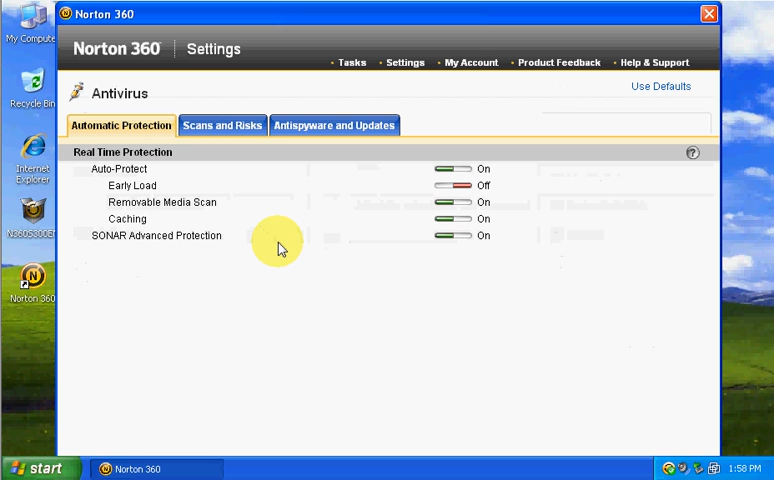 My Compute
Recycle Bin
Internet
Explorer
N360S300EN
Norton 360
Norton 360
Norton 360 Settings
Tasks Settings My Account Product Feedback Help & Support
Antivirus
Use Defaults
Automatic Protection Scans and Risks Antispyware and Updates
Real Time Protection ?
Auto-Protect On
Early Load Off
Removable Media Scan On
Caching On
SONAR Advanced Protection On
start Norton 360 1:58 PM